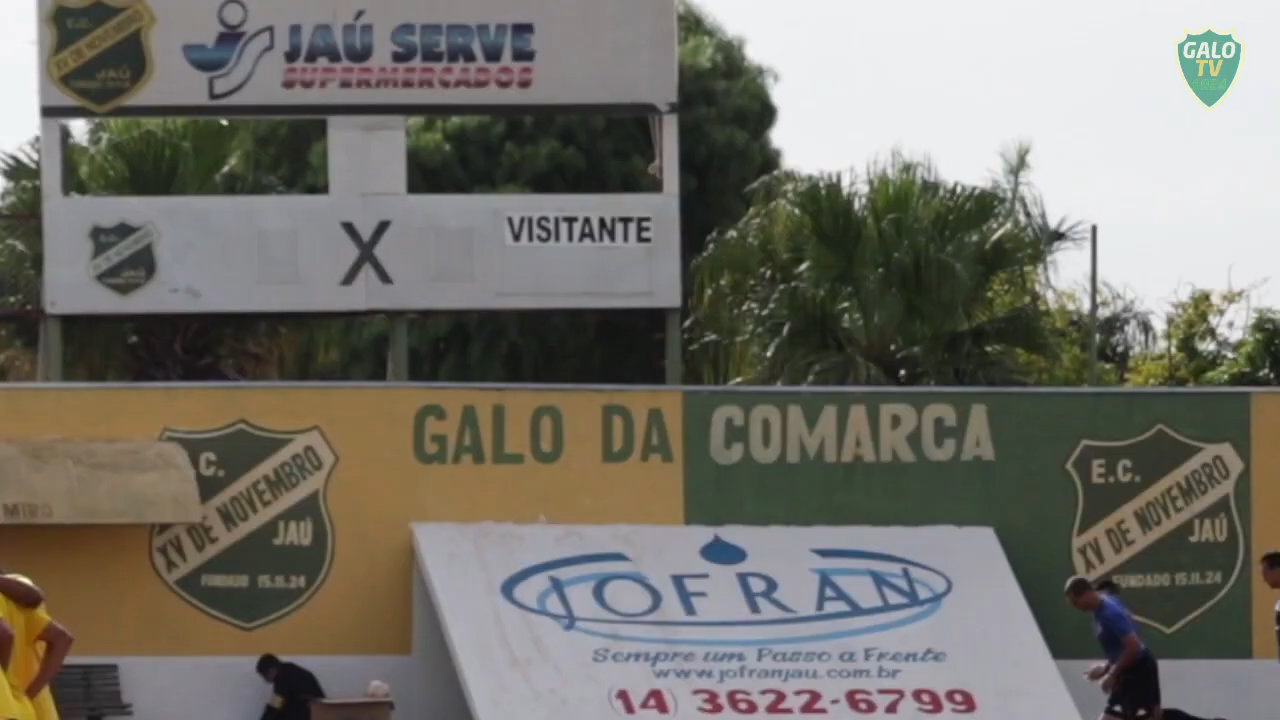 E.C.
XV DE NOVEMBRO
JAÚ
JAÚ SERVE
SUPERMERCADOS
GALO
TV
1924
JAÚ
X
VISITANTE
GALO DA COMARCA
E.C.
XV DE NOVEMBRO
JAÚ
FUNDADO 15.11.24
.C.
XV DE NOVEMBRO
JAÚ
FUNDADO 15.11.24
JOFRAN
Sempre um Passo a Frente
www.jofranjau.com.br
(14) 3622-6799